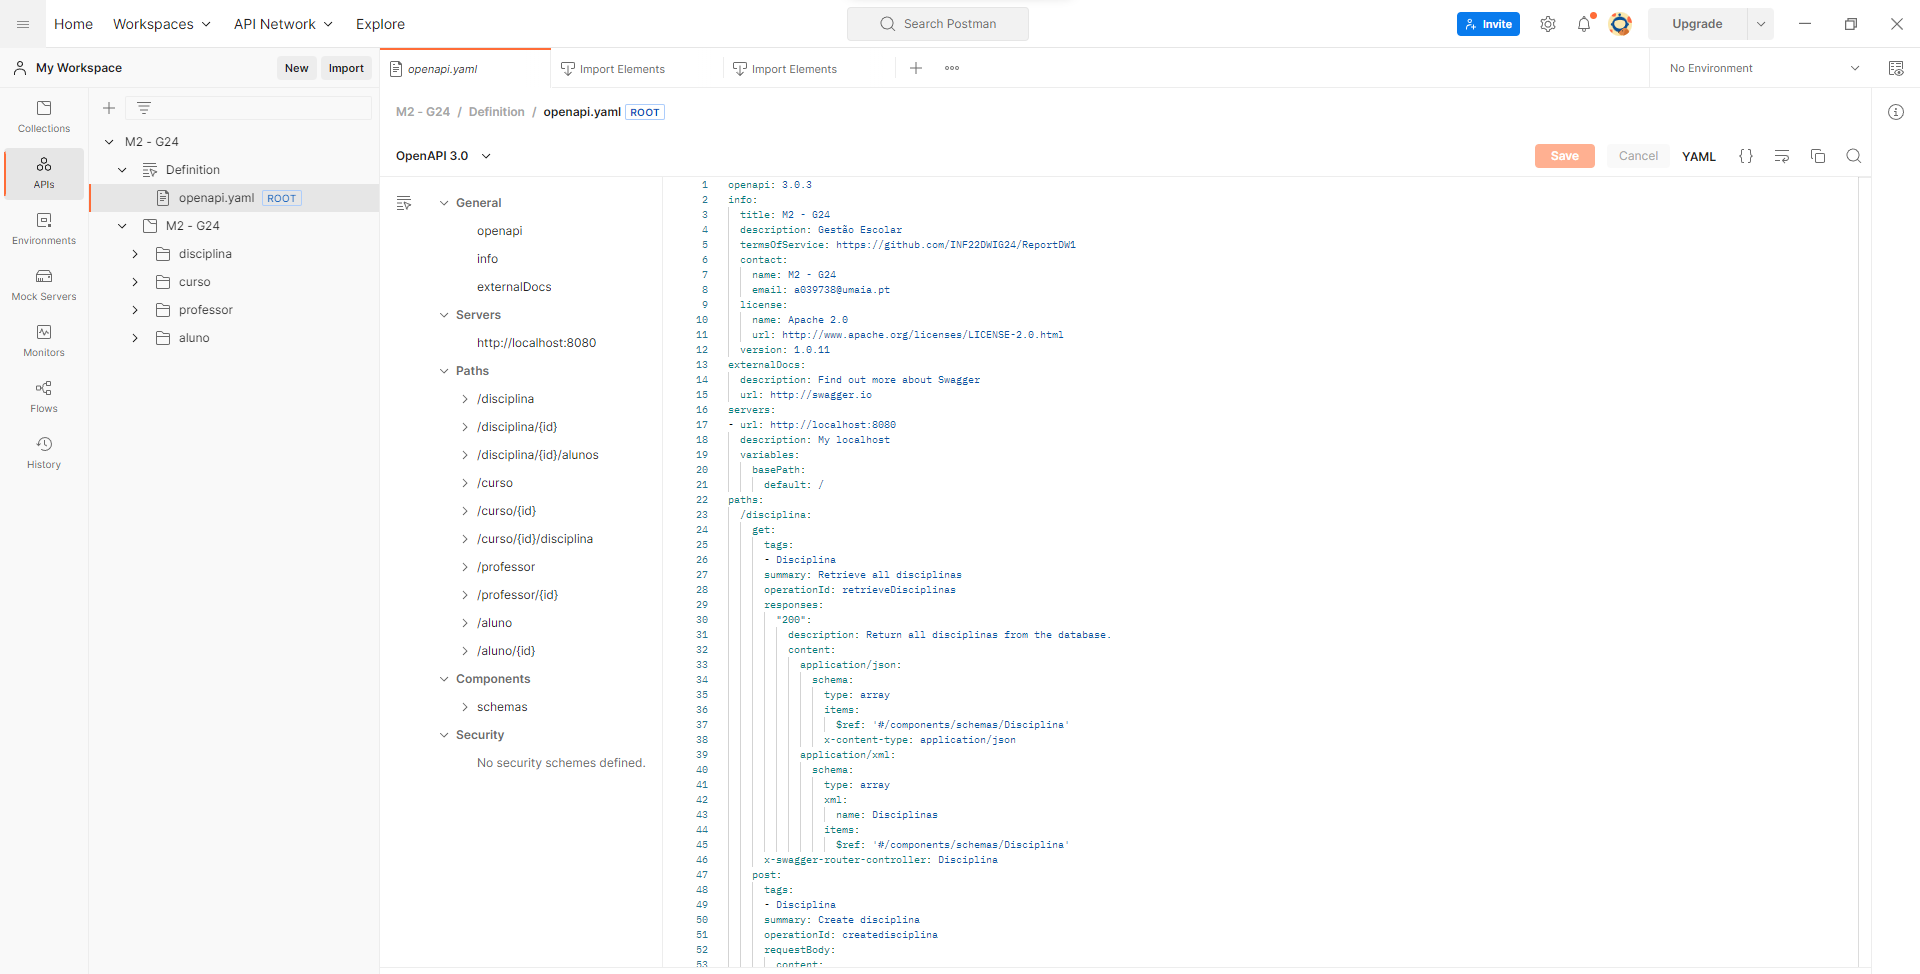 Home
Workspaces
API Network
Explore
Search Postman
Invite
Upgrade
My Workspace
New
Import
openapi.yaml
Import Elements
Import Elements
No Environment
Collections
APIs
Environments
Mock Servers
Monitors
Flows
History
M2 - G24
Definition
openapi.yaml ROOT
M2 - G24
disciplina
curso
professor
aluno
M2 - G24 / Definition / openapi.yaml ROOT
OpenAPI 3.0
Save
Cancel
YAML
{}
General
openapi
info
externalDocs
Servers
http://localhost:8080
Paths
/disciplina
/disciplina/{id}
/disciplina/{id}/alunos
/curso
/curso/{id}
/curso/{id}/disciplina
/professor
/professor/{id}
/aluno
/aluno/{id}
Components
schemas
Security
No security schemes defined.
1 openapi: 3.0.3
2 info:
3 title: M2 - G24
4 description: Gestão Escolar
5 termsOfService: https://github.com/INF22DWIG24/ReportDW1
6 contact:
7 name: M2 - G24
8 email: a039738@umaia.pt
9 license:
10 name: Apache 2.0
11 url: http://www.apache.org/licenses/LICENSE-2.0.html
12 version: 1.0.11
13 externalDocs:
14 description: Find out more about Swagger
15 url: http://swagger.io
16 servers:
17 - url: http://localhost:8080
18 description: My localhost
19 variables:
20 basePath:
21 default: /
22 paths:
23 /disciplina:
24 get:
25 tags:
26 - Disciplina
27 summary: Retrieve all disciplinas
28 operationId: retrieveDisciplinas
29 responses:
30 "200":
31 description: Return all disciplinas from the database.
32 content:
33 application/json:
34 schema:
35 type: array
36 items:
37 $ref: '#/components/schemas/Disciplina'
38 x-content-type: application/json
39 application/xml:
40 schema:
41 type: array
42 xml:
43 name: Disciplinas
44 items:
45 $ref: '#/components/schemas/Disciplina'
46 x-swagger-router-controller: Disciplina
47 post:
48 tags:
49 - Disciplina
50 summary: Create disciplina
51 operationId: createdisciplina
52 requestBody:
53 content: